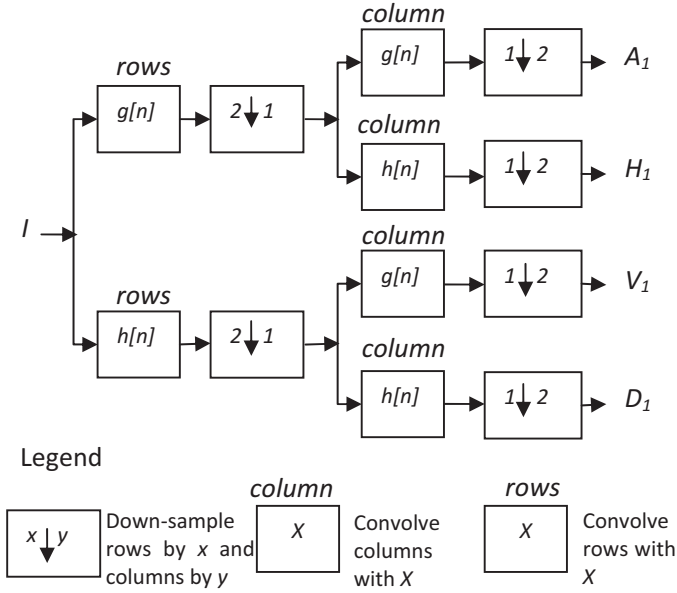 column
rows
g[n]
1 2
A₁
g[n]
2 1
column
h[n]
1 2
H₁
I
column
rows
g[n]
1 2
V₁
h[n]
2 1
column
h[n]
1 2
D₁
Legend
x y
Down-sample
rows by x and
columns by y
column
X
Convolve
columns
with X
rows
X
Convolve
rows with
X